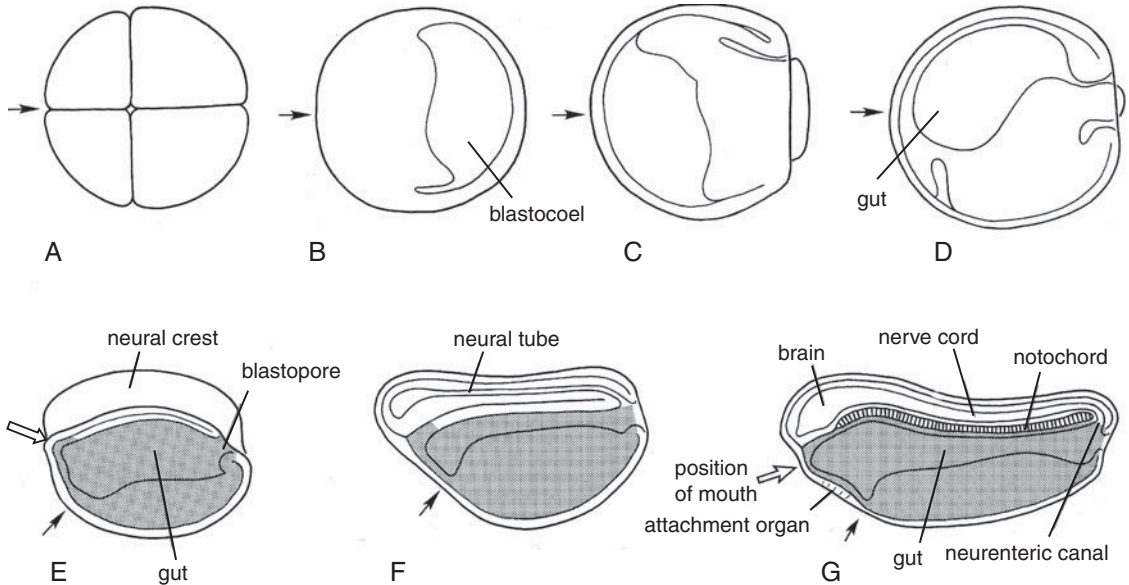 blastocoel
gut
A
B
C
D
neural crest
blastopore
gut
E
neural tube
F
brain
nerve cord
notochord
position
of mouth
attachment organ
gut
neurenteric canal
G